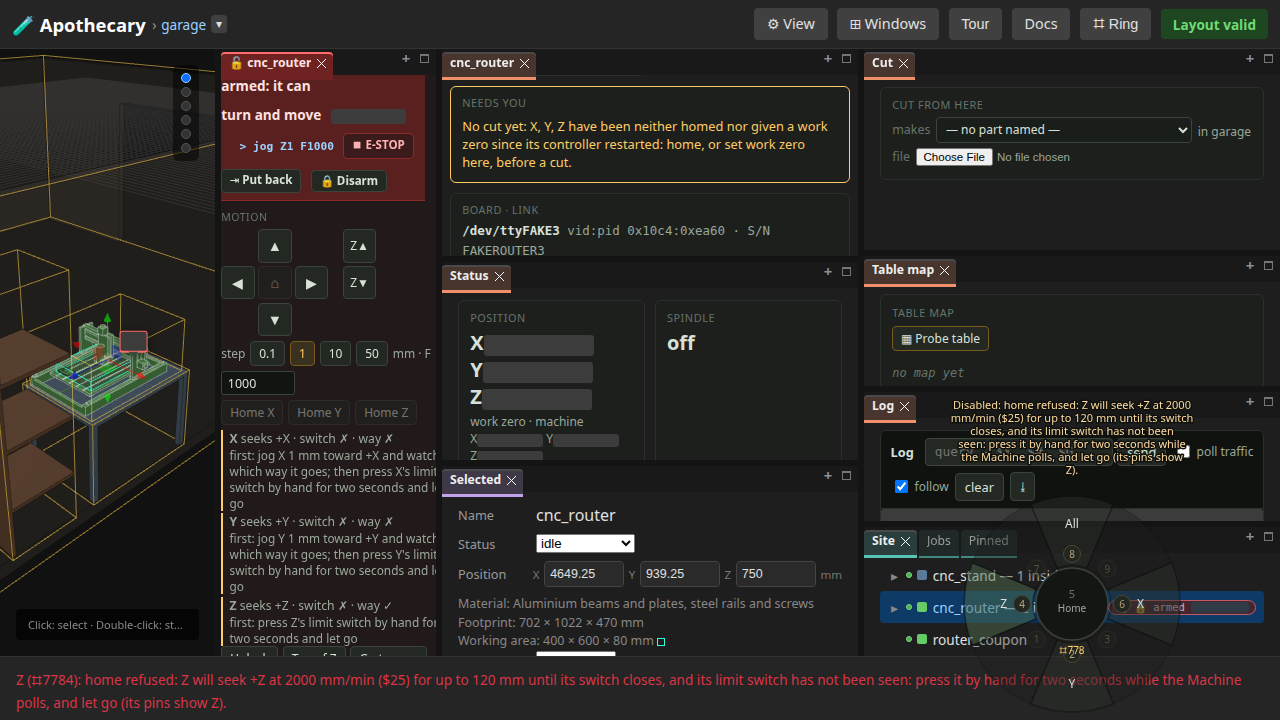 🧪 Apothecary › garage ▾
⚙ View
⊞ Windows
Tour
Docs
⌗ Ring
Layout valid
Click: select · Double-click: st…
🔓 cnc_router
armed: it can
turn and move
> jog Z1 F1000
■ E-STOP
⇥ Put back
🔒 Disarm
MOTION
▲
Z▲
◀
⌂
▶
Z▼
▼
step 0.1 1 10 50 mm · F
1000
Home X
Home Y
Home Z
X seeks +X · switch ✗ · way ✗
first: jog X 1 mm toward +X and watch
which way it goes; then press X's limit
switch by hand for two seconds and le
go
Y seeks +Y · switch ✗ · way ✗
first: jog Y 1 mm toward +Y and watch
which way it goes; then press Y's limit
switch by hand for two seconds and le
go
Z seeks +Z · switch ✗ · way ✓
first: press Z's limit switch by hand for
two seconds and let go
cnc_router
NEEDS YOU
No cut yet: X, Y, Z have been neither homed nor given a work
zero since its controller restarted: home, or set work zero
here, before a cut.
BOARD · LINK
/dev/ttyFAKE3 vid:pid 0x10c4:0xea60 · S/N
FAKEROUTER3
Status
POSITION
X
Y
Z
work zero · machine
X
Y
Z
SPINDLE
off
Selected
Name cnc_router
Status idle
Position X 4649.25 Y 939.25 Z 750 mm
Material: Aluminium beams and plates, steel rails and screws
Footprint: 702 × 1022 × 470 mm
Working area: 400 × 600 × 80 mm
Cut
CUT FROM HERE
makes — no part named — in garage
file Choose File No file chosen
Table map
TABLE MAP
▦ Probe table
no map yet
Log
Disabled: home refused: Z will seek +Z at 2000
mm/min ($25) for up to 120 mm until its switch
closes, and its limit switch has not been
seen: press it by hand for two seconds while
the Machine polls, and let go (its pins show
Z).
Log
send
poll traffic
follow
clear
⤓
Site
Jobs
Pinned
▸ cnc_stand — 1 insi
▸ cnc_router
armed
router_coupon
All
8
7
9
Z 4
5
Home
6 X
1
3
⌗778
2
Y
Z (⌗7784): home refused: Z will seek +Z at 2000 mm/min ($25) for up to 120 mm until its switch closes, and its limit switch has not been seen: press it by hand for two seconds while the Machine
polls, and let go (its pins show Z).